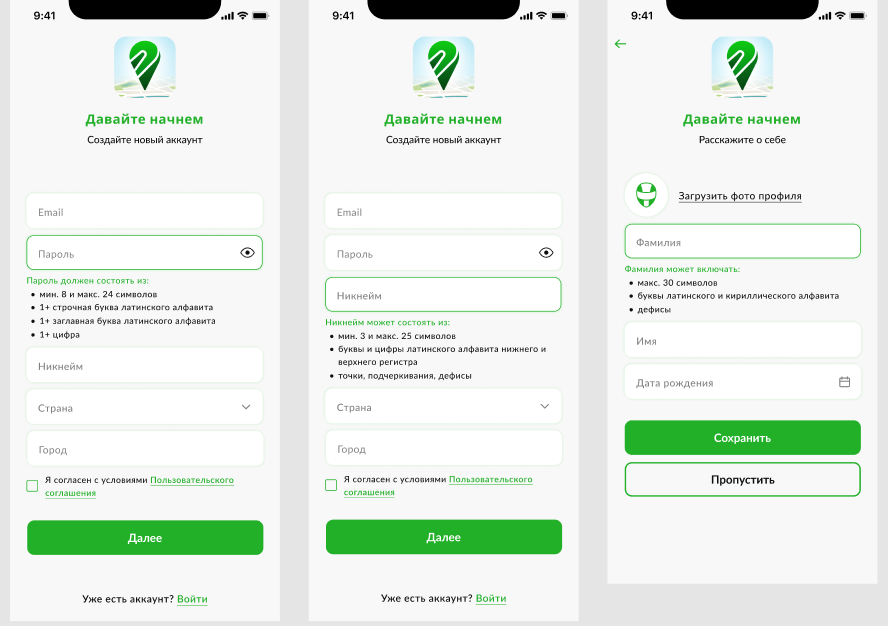 9:41
Давайте начнем
Создайте новый аккаунт
Email
Пароль
Пароль должен состоять из:
• мин. 8 и макс. 24 символов
• 1+ строчная буква латинского алфавита
• 1+ заглавная буква латинского алфавита
• 1+ цифра
Никнейм
Страна
Город
Я согласен с условиями Пользовательского
соглашения
Далее
Уже есть аккаунт? Войти
9:41
Давайте начнем
Создайте новый аккаунт
Email
Пароль
Никнейм
Никнейм может состоять из:
• мин. 3 и макс. 25 символов
• буквы и цифры латинского алфавита нижнего и
верхнего регистра
• точки, подчеркивания, дефисы
Страна
Город
Я согласен с условиями Пользовательского
соглашения
Далее
Уже есть аккаунт? Войти
9:41
Давайте начнем
Расскажите о себе
Загрузить фото профиля
Фамилия
Фамилия может включать:
• макс. 30 символов
• буквы латинского и кириллического алфавита
• дефисы
Имя
Дата рождения
Сохранить
Пропустить